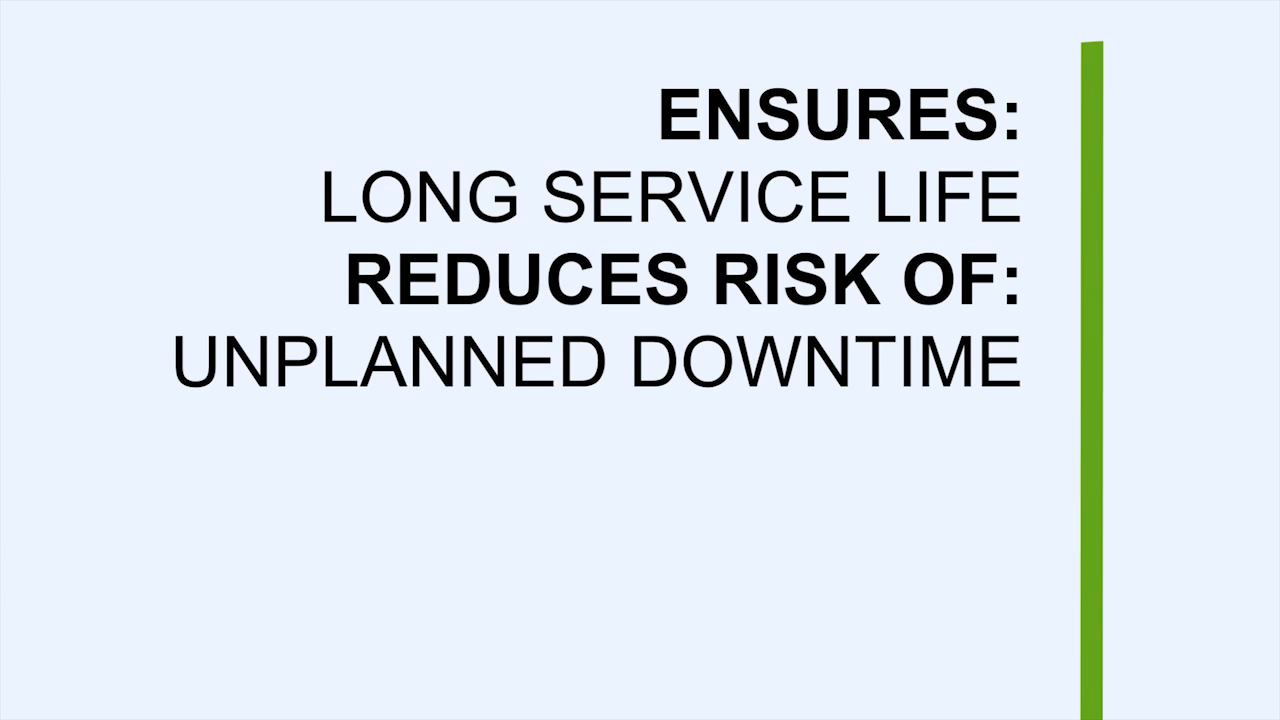 ENSURES:
LONG SERVICE LIFE
REDUCES RISK OF:
UNPLANNED DOWNTIME